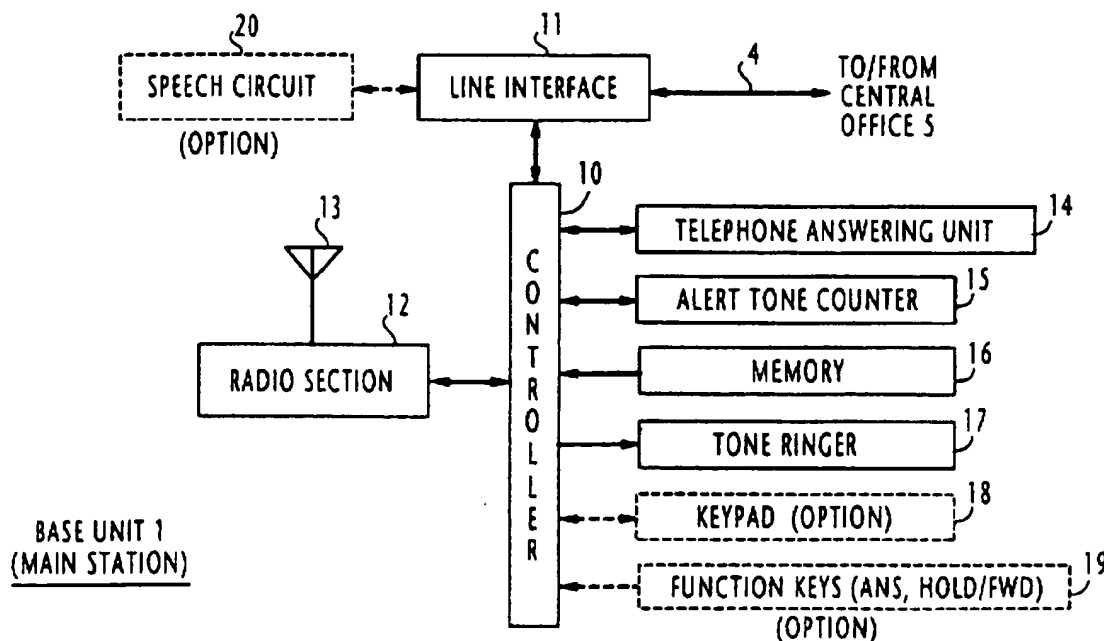 20
SPEECH CIRCUIT
(OPTION)
11
LINE INTERFACE
4
TO/FROM
CENTRAL
OFFICE 5
10
CONTROLLER
13
12
RADIO SECTION
TELEPHONE ANSWERING UNIT
14
ALERT TONE COUNTER
15
MEMORY
16
TONE RINGER
17
KEYPAD (OPTION)
18
FUNCTION KEYS (ANS, HOLD/FWD)
19
(OPTION)
BASE UNIT 1
(MAIN STATION)